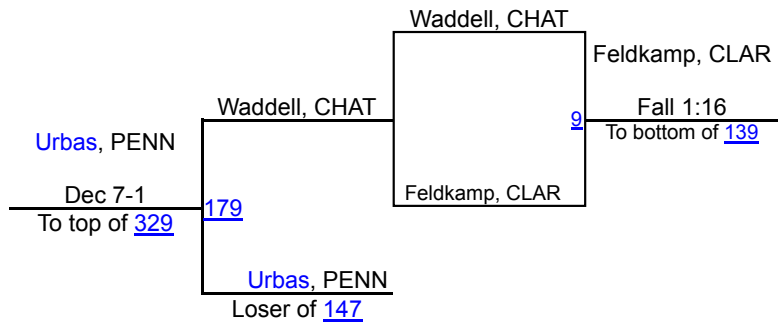 Waddell, CHAT
Feldkamp, CLAR
Waddell, CHAT
9
Fall 1:16
To bottom of 139
Urbas, PENN
Dec 7-1
To top of 329
179
Feldkamp, CLAR
Urbas, PENN
Loser of 147